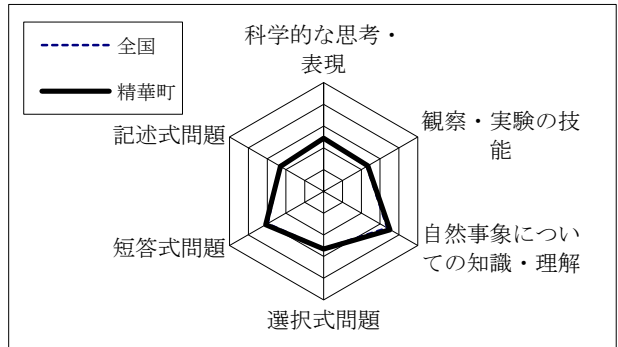 全国
精華町
科学的な思考・
表現
観察・実験の技
能
自然事象につい
ての知識・理解
選択式問題
短答式問題
記述式問題